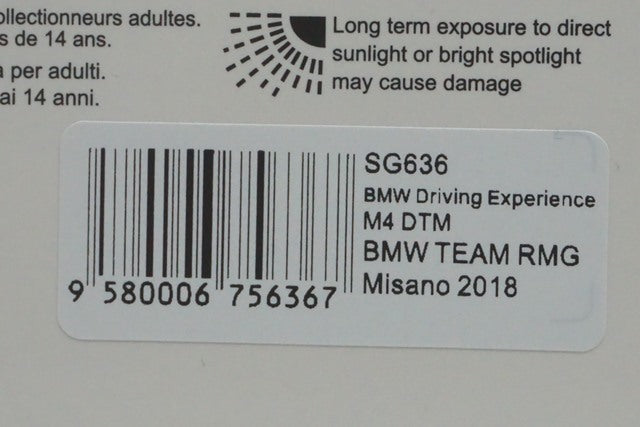 ollectionneurs adultes.
s de 14 ans.
a per adulti.
ai 14 anni.
Long term exposure to direct
sunlight or bright spotlight
may cause damage
SG636
BMW Driving Experience
M4 DTM
BMW TEAM RMG
Misano 2018
9 580006 756367